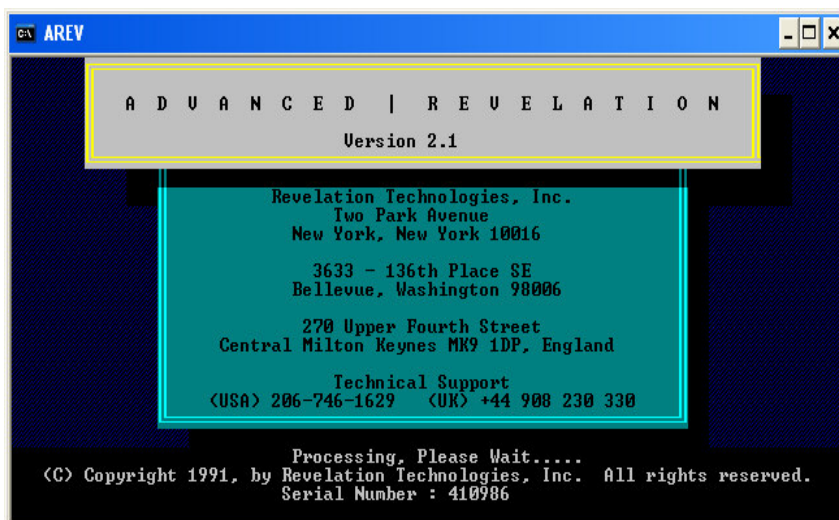 AREV
A D V A N C E D | R E V E L A T I O N
Version 2.1
Revelation Technologies, Inc.
Two Park Avenue
New York, New York 10016
3633 - 136th Place SE
Bellevue, Washington 98006
270 Upper Fourth Street
Central Milton Keynes MK9 1DP, England
Technical Support
(USA) 206-746-1629 (UK) +44 908 230 330
Processing, Please Wait.....
(C) Copyright 1991, by Revelation Technologies, Inc. All rights reserved.
Serial Number : 410986